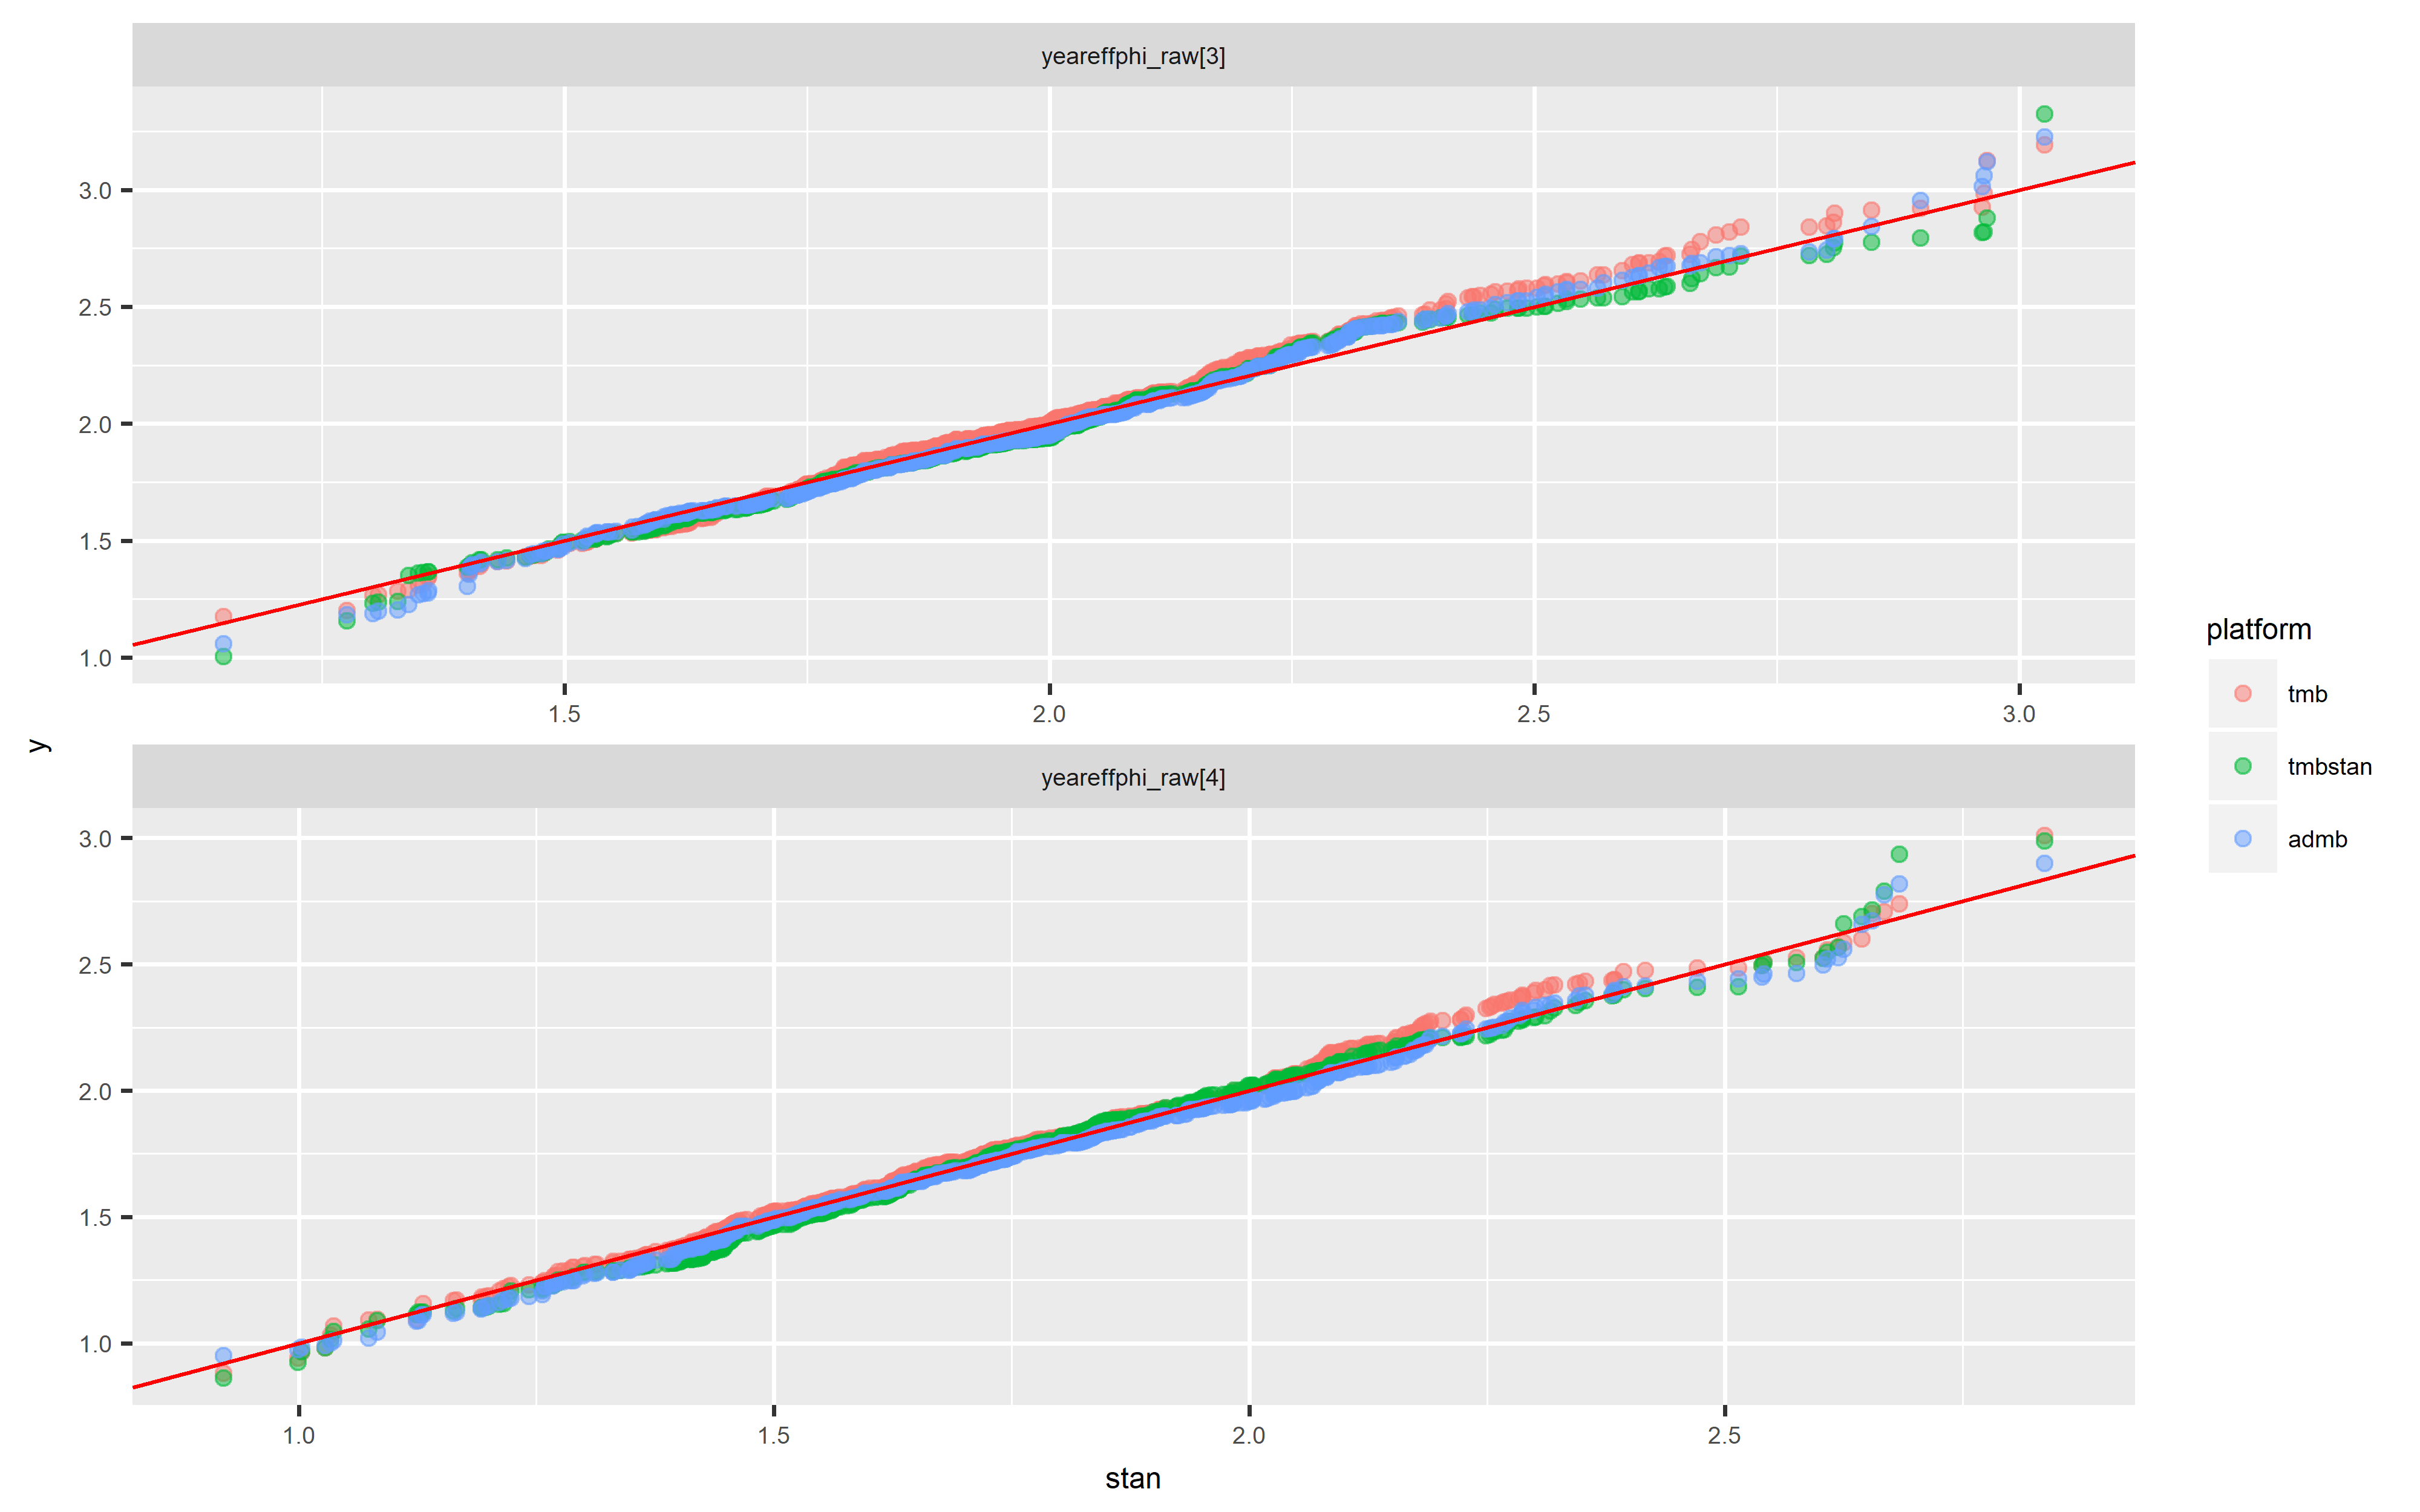 yeareffphi_raw[3]
3.0
2.5
2.0
1.5
1.0
1.5 2.0 2.5 3.0
y
yeareffphi_raw[4]
3.0
2.5
2.0
1.5
1.0
1.0 1.5 2.0 2.5
stan
platform
tmb
tmbstan
admb